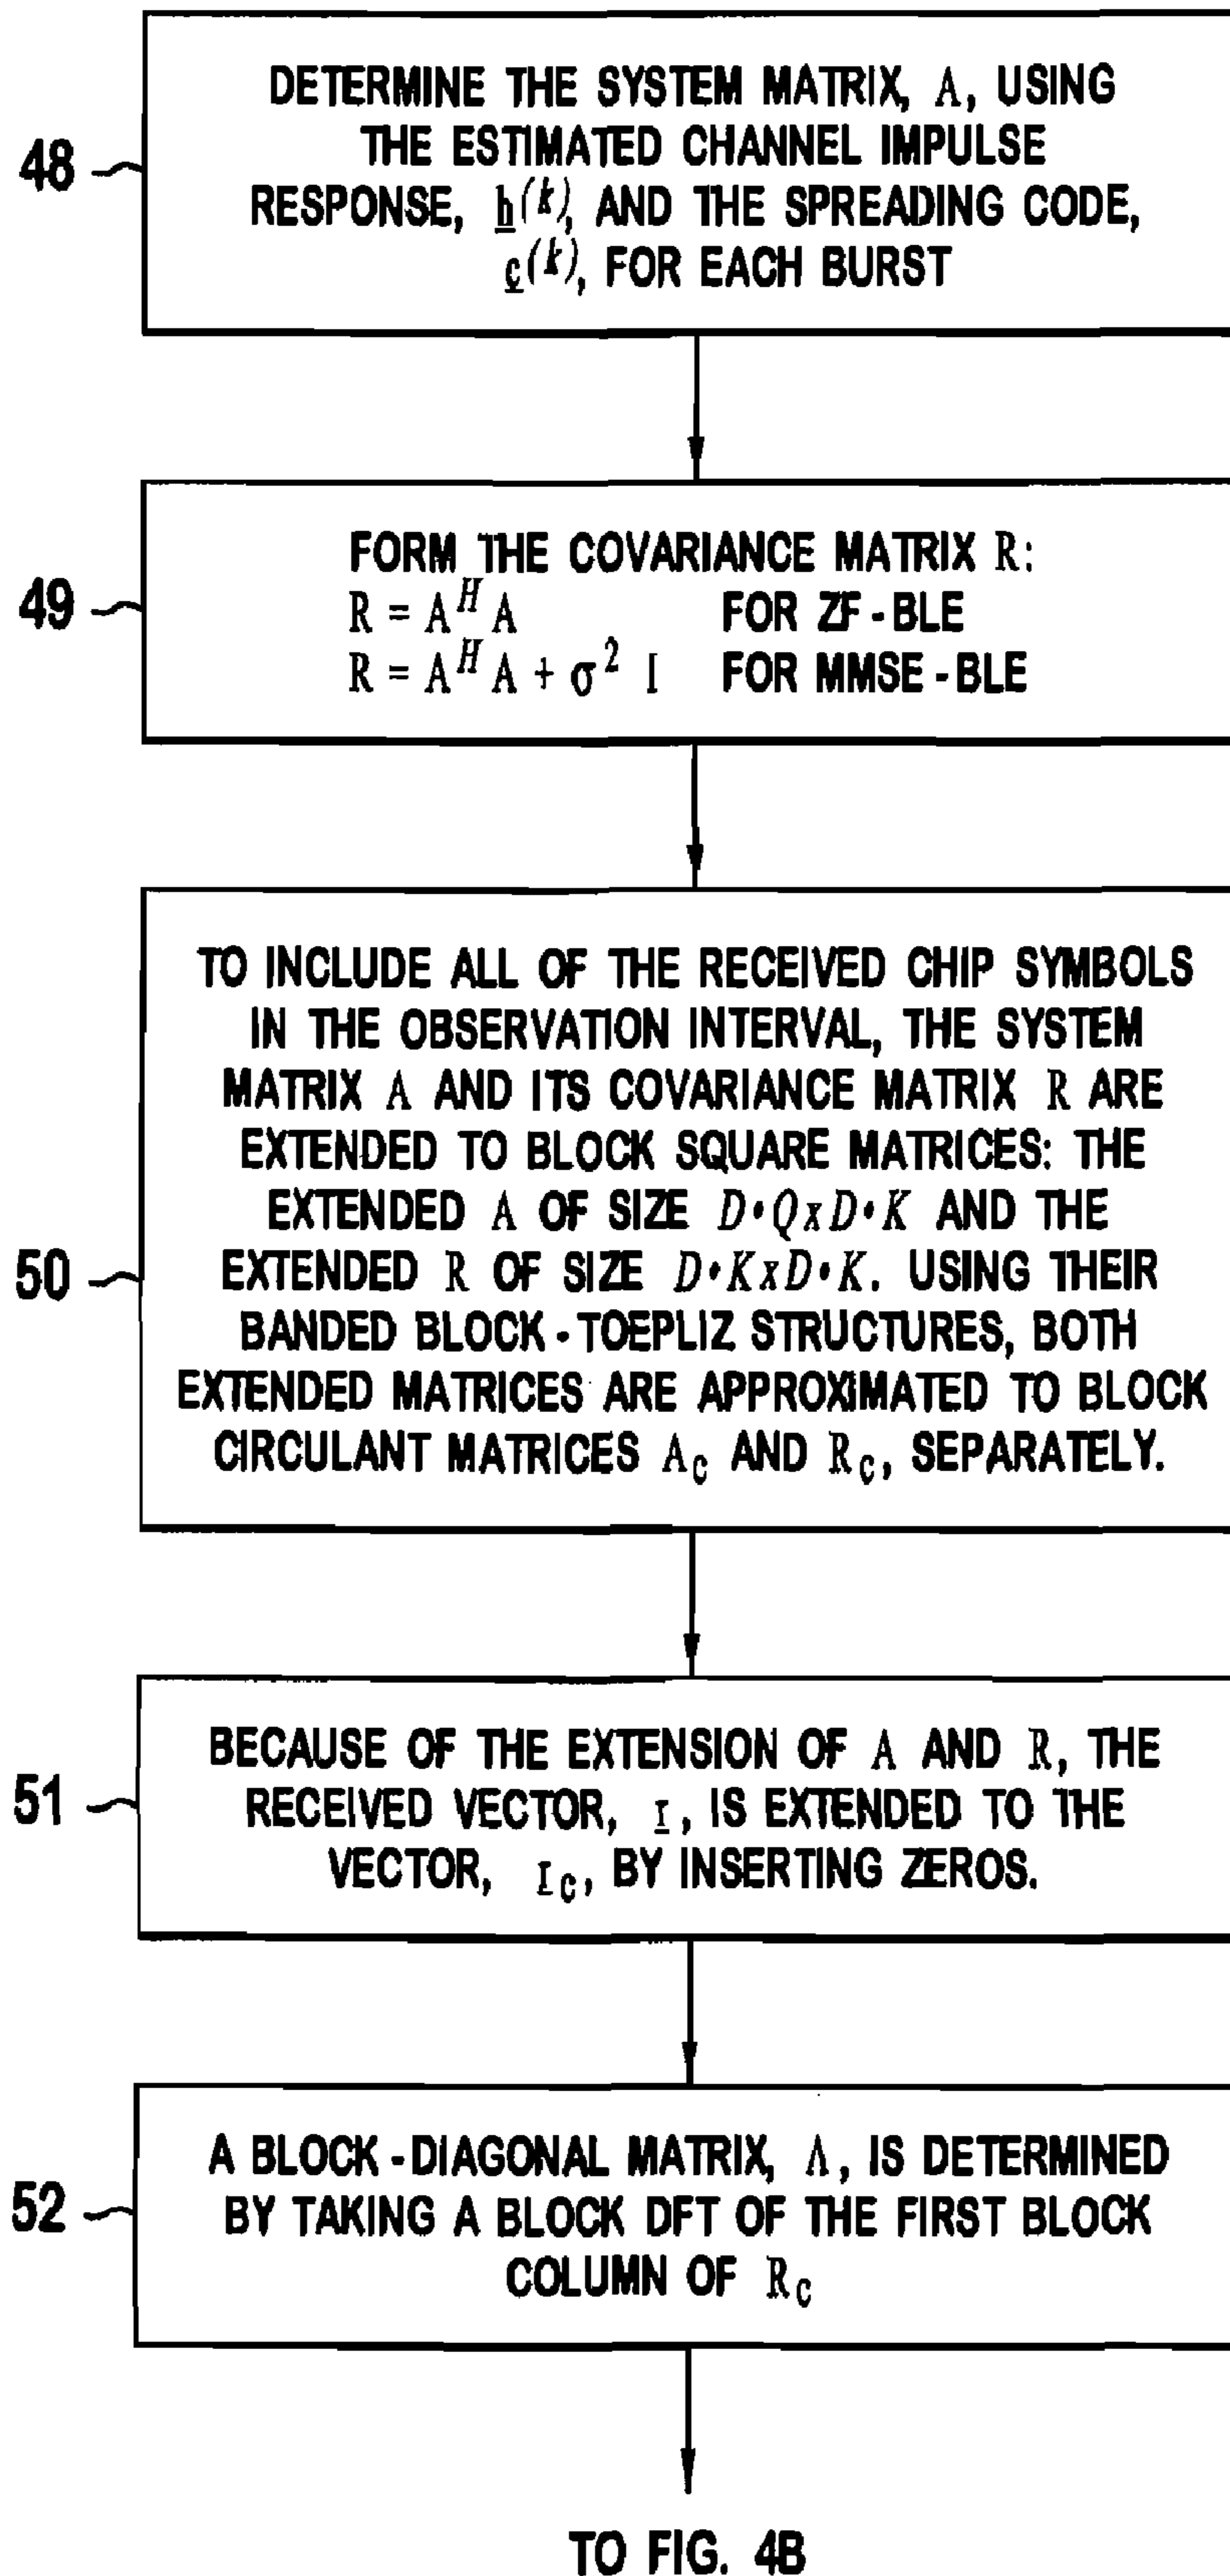 48
DETERMINE THE SYSTEM MATRIX, A, USING
THE ESTIMATED CHANNEL IMPULSE
RESPONSE, h^(k), AND THE SPREADING CODE,
c^(k), FOR EACH BURST
49
FORM THE COVARIANCE MATRIX R:
R = A^H A FOR ZF-BLE
R = A^H A + σ² I FOR MMSE-BLE
50
TO INCLUDE ALL OF THE RECEIVED CHIP SYMBOLS
IN THE OBSERVATION INTERVAL, THE SYSTEM
MATRIX A AND ITS COVARIANCE MATRIX R ARE
EXTENDED TO BLOCK SQUARE MATRICES: THE
EXTENDED A OF SIZE D•QxD•K AND THE
EXTENDED R OF SIZE D•KxD•K. USING THEIR
BANDED BLOCK-TOEPLIZ STRUCTURES, BOTH
EXTENDED MATRICES ARE APPROXIMATED TO BLOCK
CIRCULANT MATRICES A_C AND R_C, SEPARATELY.
51
BECAUSE OF THE EXTENSION OF A AND R, THE
RECEIVED VECTOR, r, IS EXTENDED TO THE
VECTOR, r_C, BY INSERTING ZEROS.
52
A BLOCK-DIAGONAL MATRIX, Λ, IS DETERMINED
BY TAKING A BLOCK DFT OF THE FIRST BLOCK
COLUMN OF R_C
TO FIG. 4B